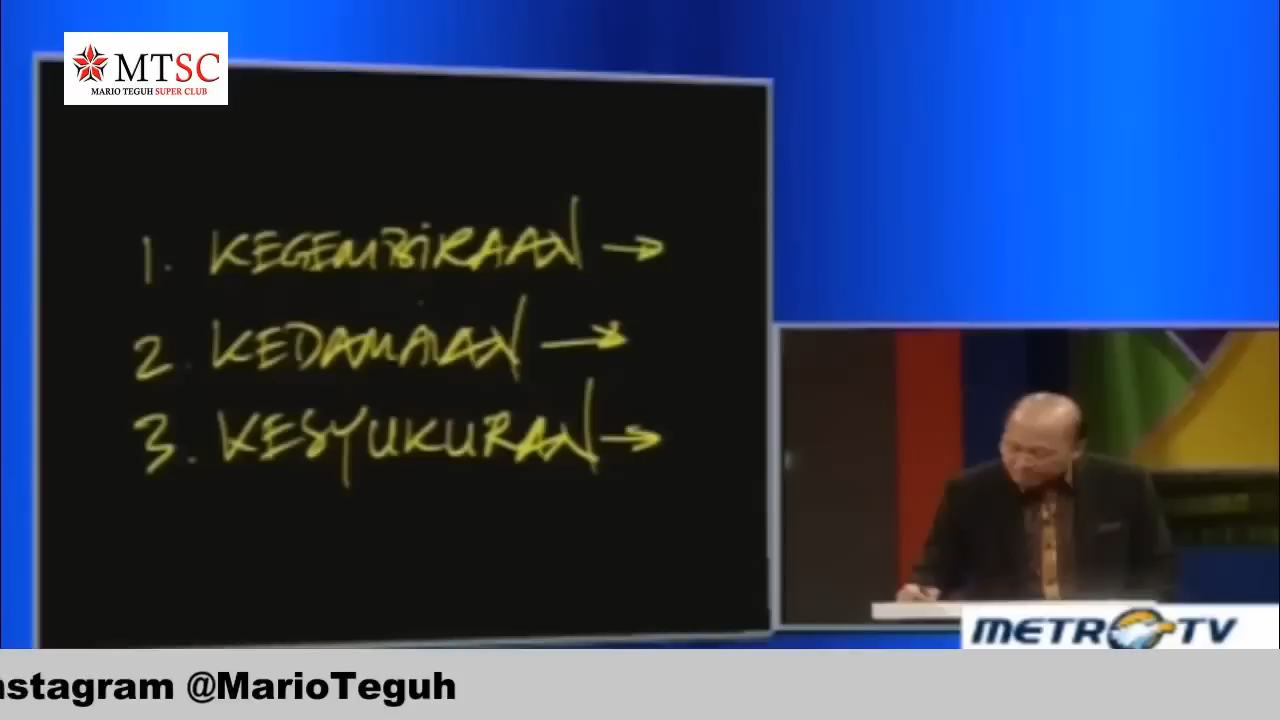 MTSC
MARIO TEGUH SUPER CLUB
1. KEGEMBIRAAN →
2. KEDAMAIAN →
3. KESYUKURAN →
METRO TV
nstagram @MarioTeguh